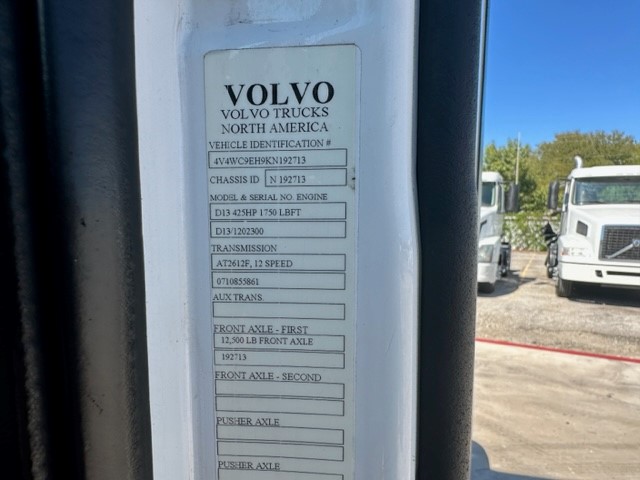 VOLVO
VOLVO TRUCKS
NORTH AMERICA
VEHICLE IDENTIFICATION #
4V4WC9EH9KN192713
CHASSIS ID N 192713
MODEL & SERIAL NO. ENGINE
D13 425HP 1750 LBFT
D13/1202300
TRANSMISSION
AT2612F, 12 SPEED
0710855861
AUX TRANS.
FRONT AXLE - FIRST
12,500 LB FRONT AXLE
192713
FRONT AXLE - SECOND
PUSHER AXLE
PUSHER AXLE